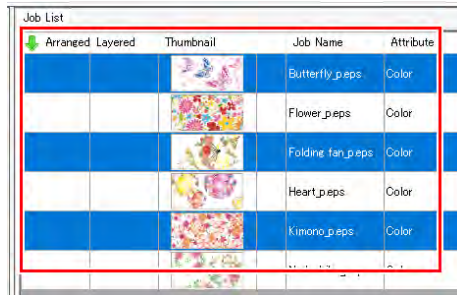 Job List
Arranged Layered Thumbnail Job Name Attribute
Butterfly_p.eps Color
Flower_p.eps Color
Folding fan_p.eps Color
Heart_p.eps Color
Kimono_p.eps Color